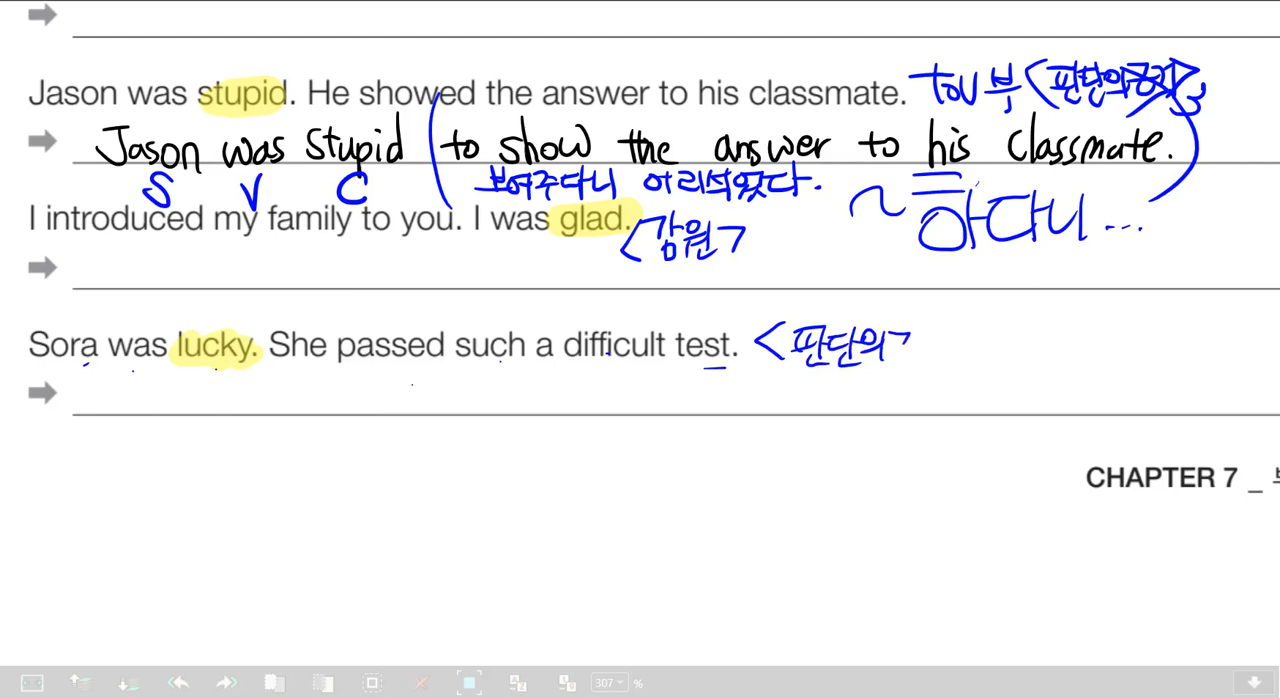 Jason was stupid. He showed the answer to his classmate. to V 부 <판단의 근거>
Jason was stupid (to show the answer to his classmate.)
S V C 보여주다니 어리석었다. ~하다니...
I introduced my family to you. I was glad. <감원>
Sora was lucky. She passed such a difficult test. <판단의
CHAPTER 7 _
307 %